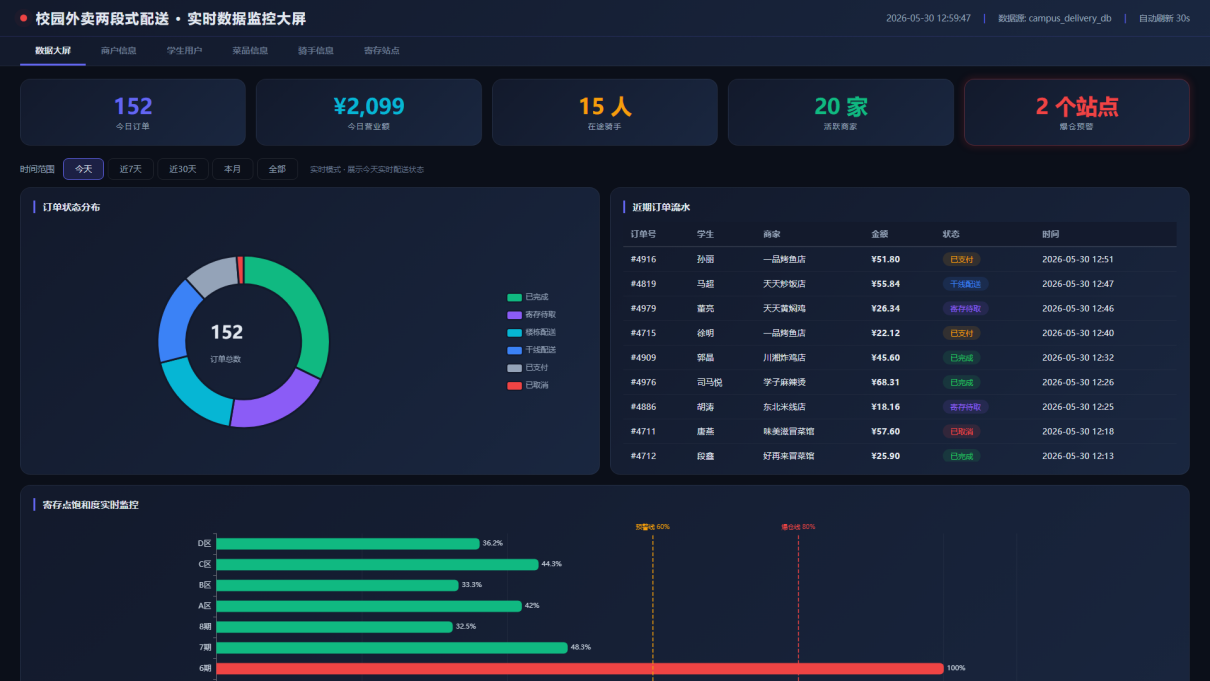 校园外卖两段式配送 • 实时数据监控大屏
2026-05-30 12:59:47 | 数据源: campus_delivery_db | 自动刷新 30s
数据大屏 商户信息 学生用户 菜品信息 骑手信息 寄存站点
152
今日订单
¥2,099
今日营业额
15 人
在途骑手
20 家
活跃商家
2 个站点
爆仓预警
时间范围 今天 近7天 近30天 本月 全部 实时模式 · 展示今天实时配送状态
订单状态分布
152
订单总数
已完成
寄存待取
楼栋配送
干线配送
已支付
已取消
近期订单流水
订单号 学生 商家 金额 状态 时间
#4916 孙丽 一品烤鱼店 ¥51.80 已支付 2026-05-30 12:51
#4819 马超 天天炒饭店 ¥55.84 干线配送 2026-05-30 12:47
#4979 董亮 天天黄焖鸡 ¥26.34 寄存待取 2026-05-30 12:46
#4715 徐明 一品烤鱼店 ¥22.12 已支付 2026-05-30 12:40
#4909 郭磊 川湘炸鸡店 ¥45.60 已完成 2026-05-30 12:32
#4976 司马悦 学子麻辣烫 ¥68.31 已完成 2026-05-30 12:26
#4886 胡涛 东北米线店 ¥18.16 寄存待取 2026-05-30 12:25
#4711 唐燕 味美滋冒菜馆 ¥57.60 已取消 2026-05-30 12:18
#4712 段鑫 好再来冒菜馆 ¥25.90 已完成 2026-05-30 12:13
寄存点饱和度实时监控
预警线 60% 爆仓线 80%
D区 36.2%
C区 44.3%
B区 33.3%
A区 42%
8期 32.5%
7期 48.3%
6期 100%